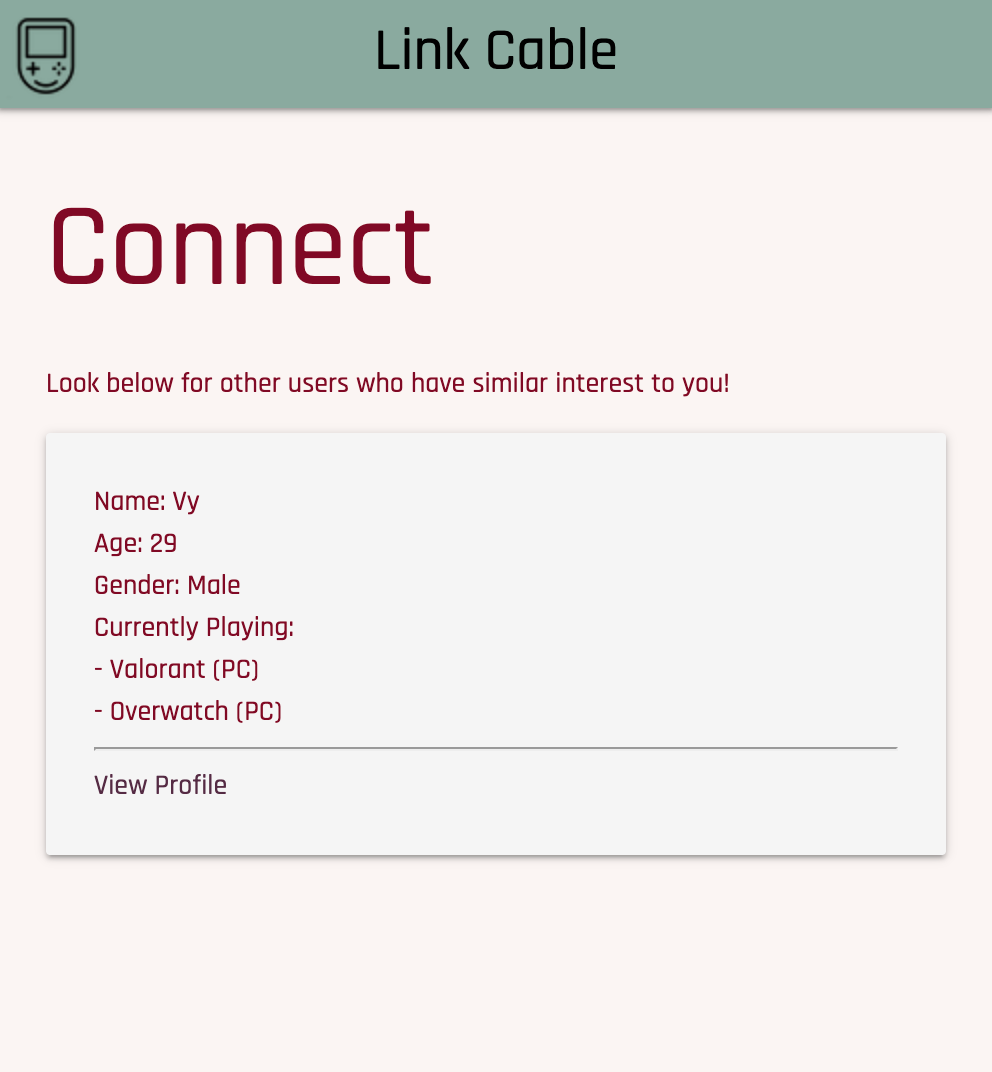 Link Cable
Connect
Look below for other users who have similar interest to you!
Name: Vy
Age: 29
Gender: Male
Currently Playing:
- Valorant (PC)
- Overwatch (PC)
View Profile